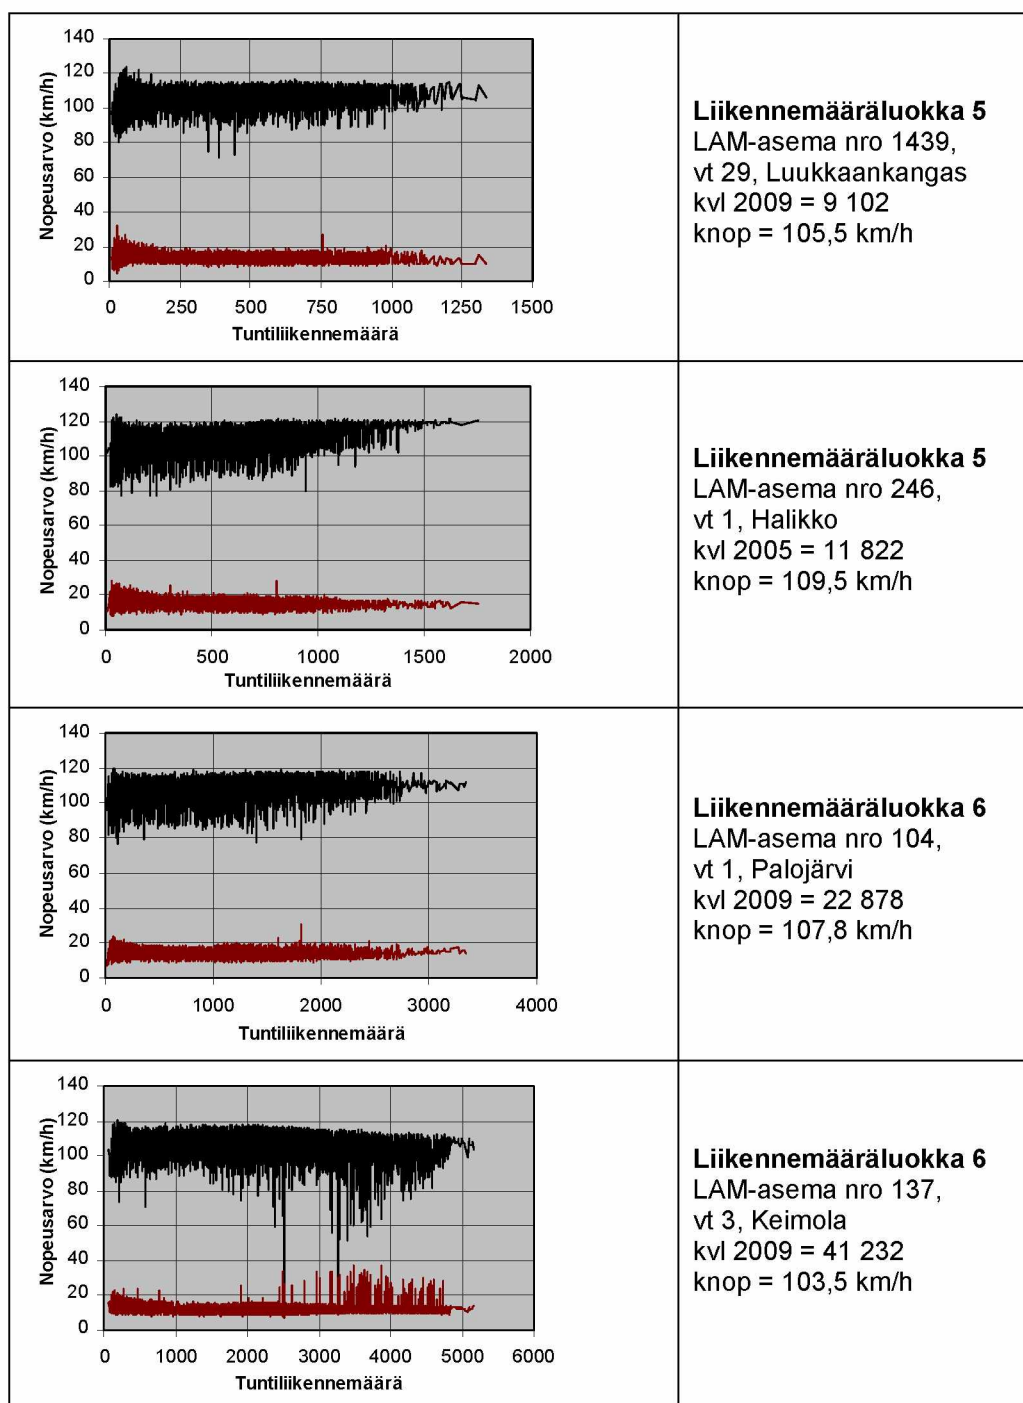 140
120
100
80
60
40
20
0
Nopeusarvo (km/h)
0 250 500 750 1000 1250 1500
Tuntiliikennemäärä
Liikennemääräluokka 5
LAM-asema nro 1439,
vt 29, Luukkaankangas
kvl 2009 = 9 102
knop = 105,5 km/h
140
120
100
80
60
40
20
0
Nopeusarvo (km/h)
0 500 1000 1500 2000
Tuntiliikennemäärä
Liikennemääräluokka 5
LAM-asema nro 246,
vt 1, Halikko
kvl 2005 = 11 822
knop = 109,5 km/h
140
120
100
80
60
40
20
0
Nopeusarvo (km/h)
0 1000 2000 3000 4000
Tuntiliikennemäärä
Liikennemääräluokka 6
LAM-asema nro 104,
vt 1, Palojärvi
kvl 2009 = 22 878
knop = 107,8 km/h
140
120
100
80
60
40
20
0
Nopeusarvo (km/h)
0 1000 2000 3000 4000 5000 6000
Tuntiliikennemäärä
Liikennemääräluokka 6
LAM-asema nro 137,
vt 3, Keimola
kvl 2009 = 41 232
knop = 103,5 km/h